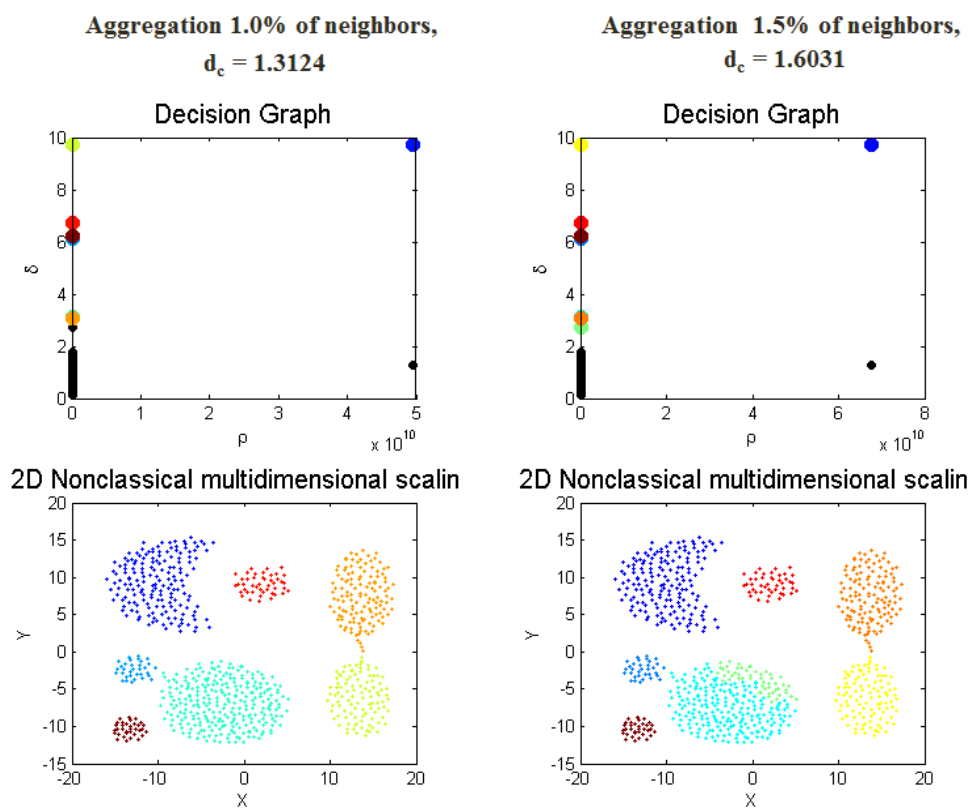 Aggregation 1.0% of neighbors,
d_c = 1.3124
Aggregation 1.5% of neighbors,
d_c = 1.6031
Decision Graph
10
8
6
4
2
0
δ
0
1
2
3
4
5
ρ
x 10^10
Decision Graph
10
8
6
4
2
0
δ
0
2
4
6
8
ρ
x 10^10
2D Nonclassical multidimensional scalin
20
15
10
5
0
-5
-10
-15
Y
-20
-10
0
10
20
X
2D Nonclassical multidimensional scalin
20
15
10
5
0
-5
-10
-15
Y
-20
-10
0
10
20
X